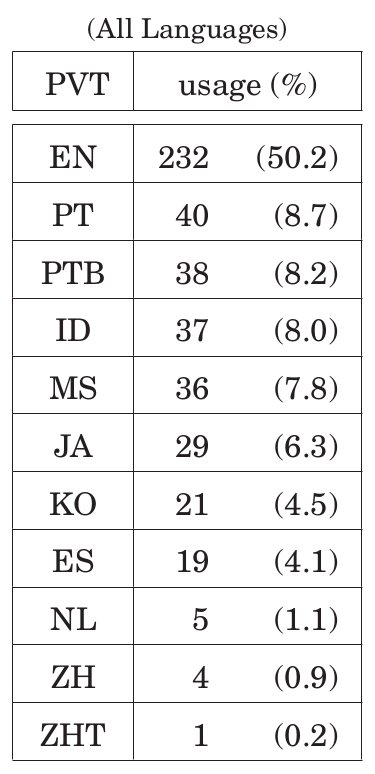 (All Languages)
PVT usage (%)
EN 232 (50.2)
PT 40 (8.7)
PTB 38 (8.2)
ID 37 (8.0)
MS 36 (7.8)
JA 29 (6.3)
KO 21 (4.5)
ES 19 (4.1)
NL 5 (1.1)
ZH 4 (0.9)
ZHT 1 (0.2)